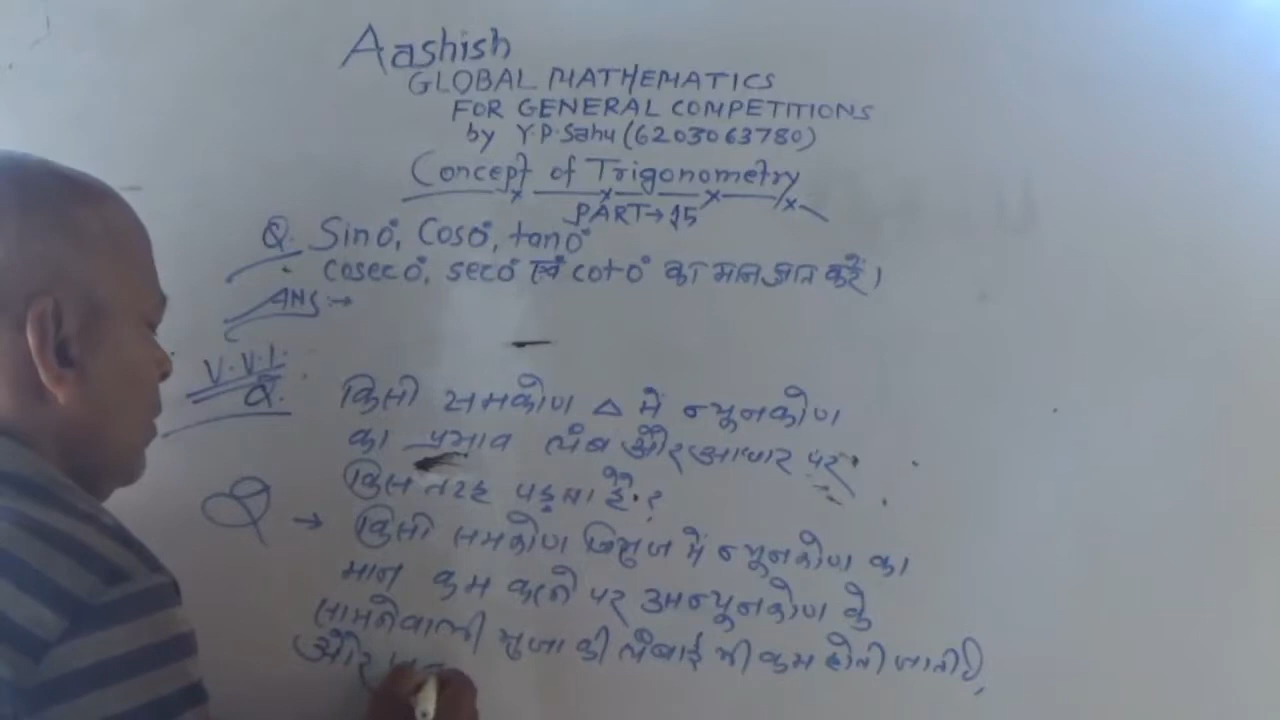 Aashish
GLOBAL MATHEMATICS
FOR GENERAL COMPETITIONS
by Y.P.Sahu (6203063780)
Concept of Trigonometry
PART→15
Q. Sin0°, Cos0°, tan0°
cosec0°, sec0° एवं cot0° का मान ज्ञात करें।
ANS:→
V.V.I.
Q. किसी समकोण △ में न्यूनकोण
का प्रभाव लंब और आधार पर
किस तरह पड़ता है?
→ किसी समकोण त्रिभुज में न्यूनकोण का
मान कम करने पर उस न्यूनकोण के
सामनेवाली भुजा की लंबाई भी कम होती जाती है,
और